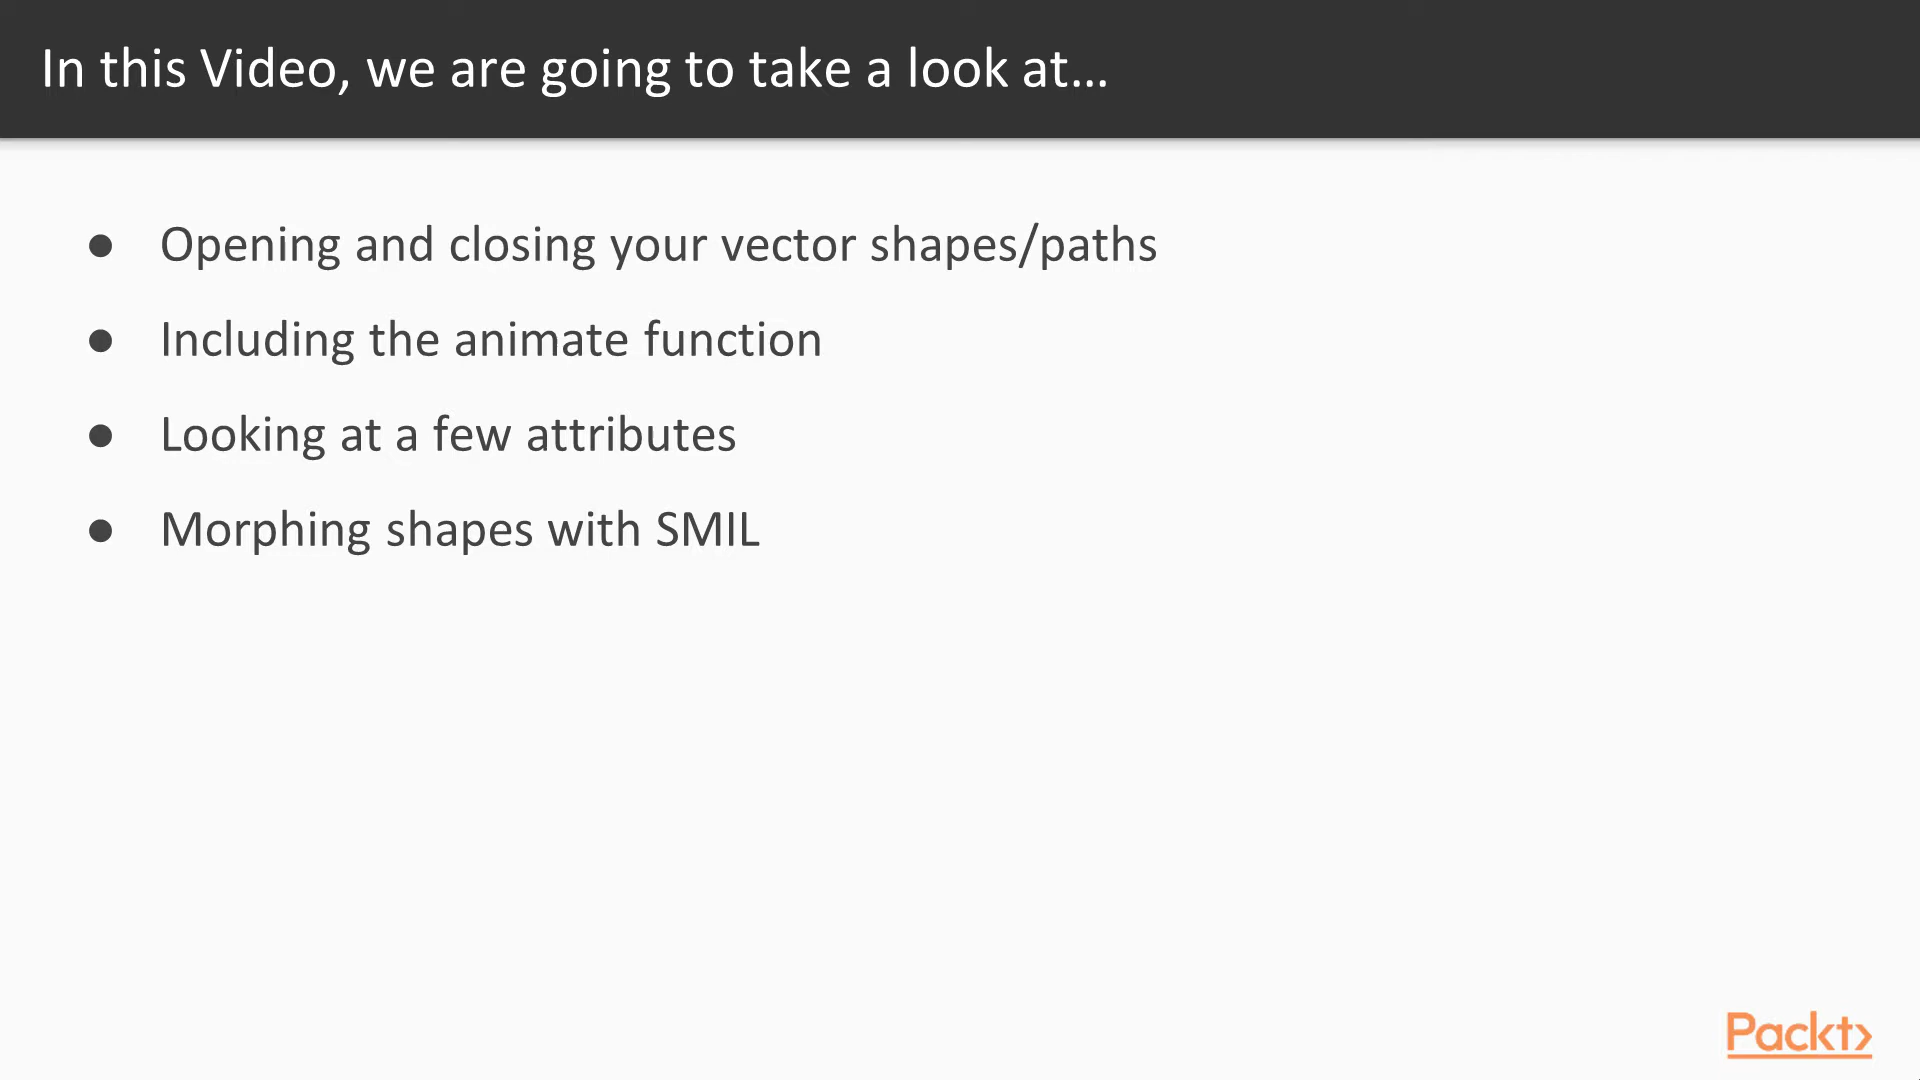 In this Video, we are going to take a look at...
● Opening and closing your vector shapes/paths
● Including the animate function
● Looking at a few attributes
● Morphing shapes with SMIL
Packt>